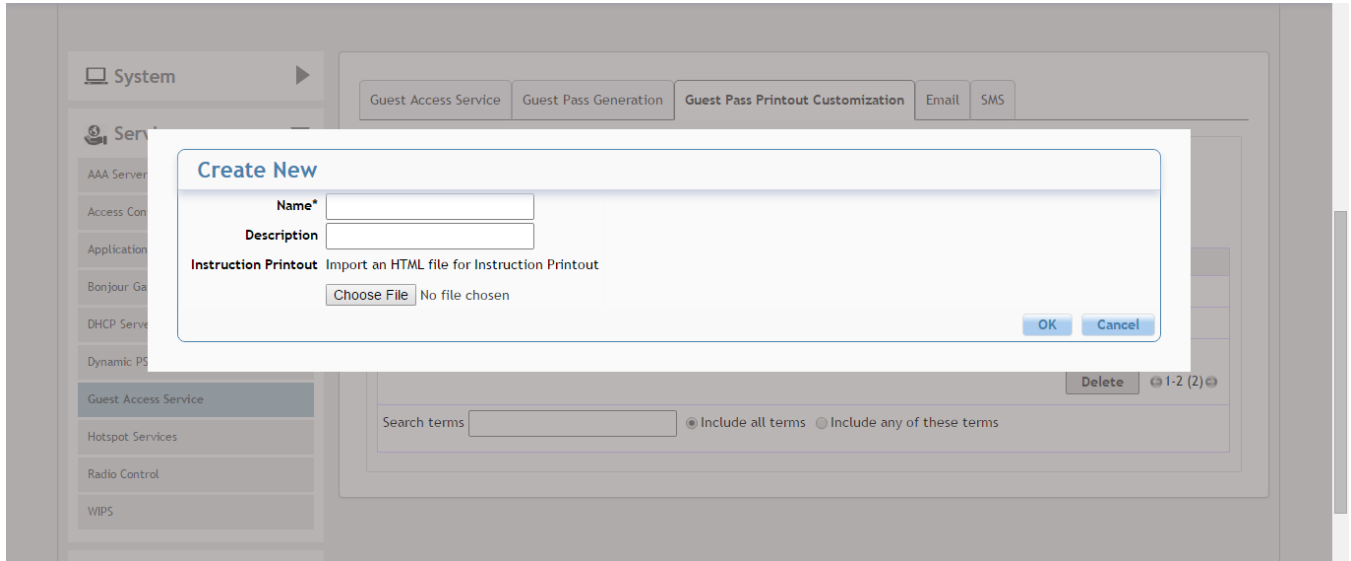 System
Guest Access Service Guest Pass Generation Guest Pass Printout Customization Email SMS
Serv
Create New
AAA Server
Name*
Access Con
Description
Application
Instruction Printout Import an HTML file for Instruction Printout
Bonjour Ga
Choose File No file chosen
DHCP Serve
OK Cancel
Dynamic PS
Delete 1-2 (2)
Guest Access Service
Search terms Include all terms Include any of these terms
Hotspot Services
Radio Control
WIPS